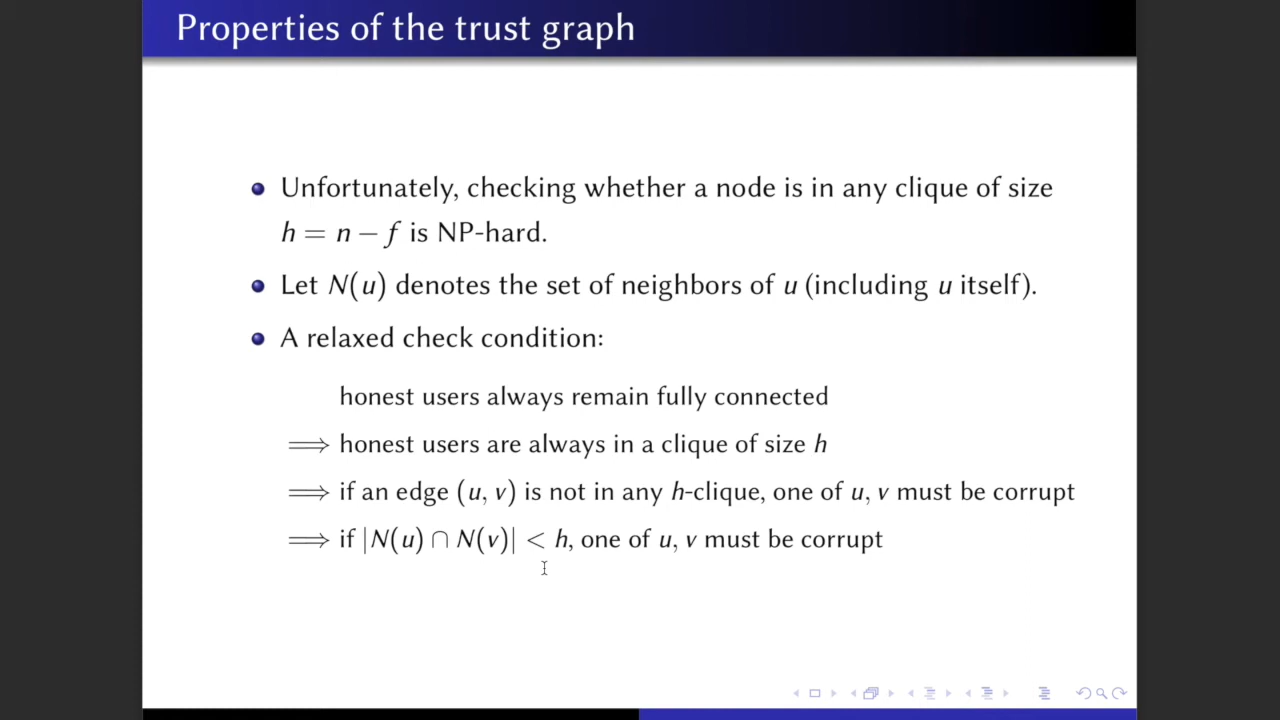 Properties of the trust graph
Unfortunately, checking whether a node is in any clique of size
h = n − f is NP-hard.
Let N(u) denotes the set of neighbors of u (including u itself).
A relaxed check condition:
honest users always remain fully connected
⟹ honest users are always in a clique of size h
⟹ if an edge (u, v) is not in any h-clique, one of u, v must be corrupt
⟹ if |N(u) ∩ N(v)| < h, one of u, v must be corrupt